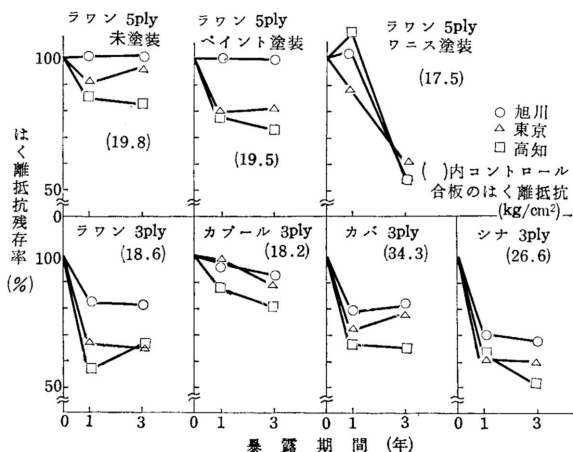 ラワン 5ply
未塗装
ラワン 5ply
ペイント塗装
ラワン 5ply
ワニス塗装
(17.5)
(19.8)
(19.5)
○ 旭川
△ 東京
□ 高知
( )内コントロール
合板のはく離抵抗
(kg/cm²)
100
50
0
はく離抵抗残存率
(%)
ラワン 3ply
(18.6)
カプール 3ply
(18.2)
カバ 3ply
(34.3)
シナ 3ply
(26.6)
100
50
0 1 3 0 1 3 0 1 3 0 1 3
暴露期間 (年)